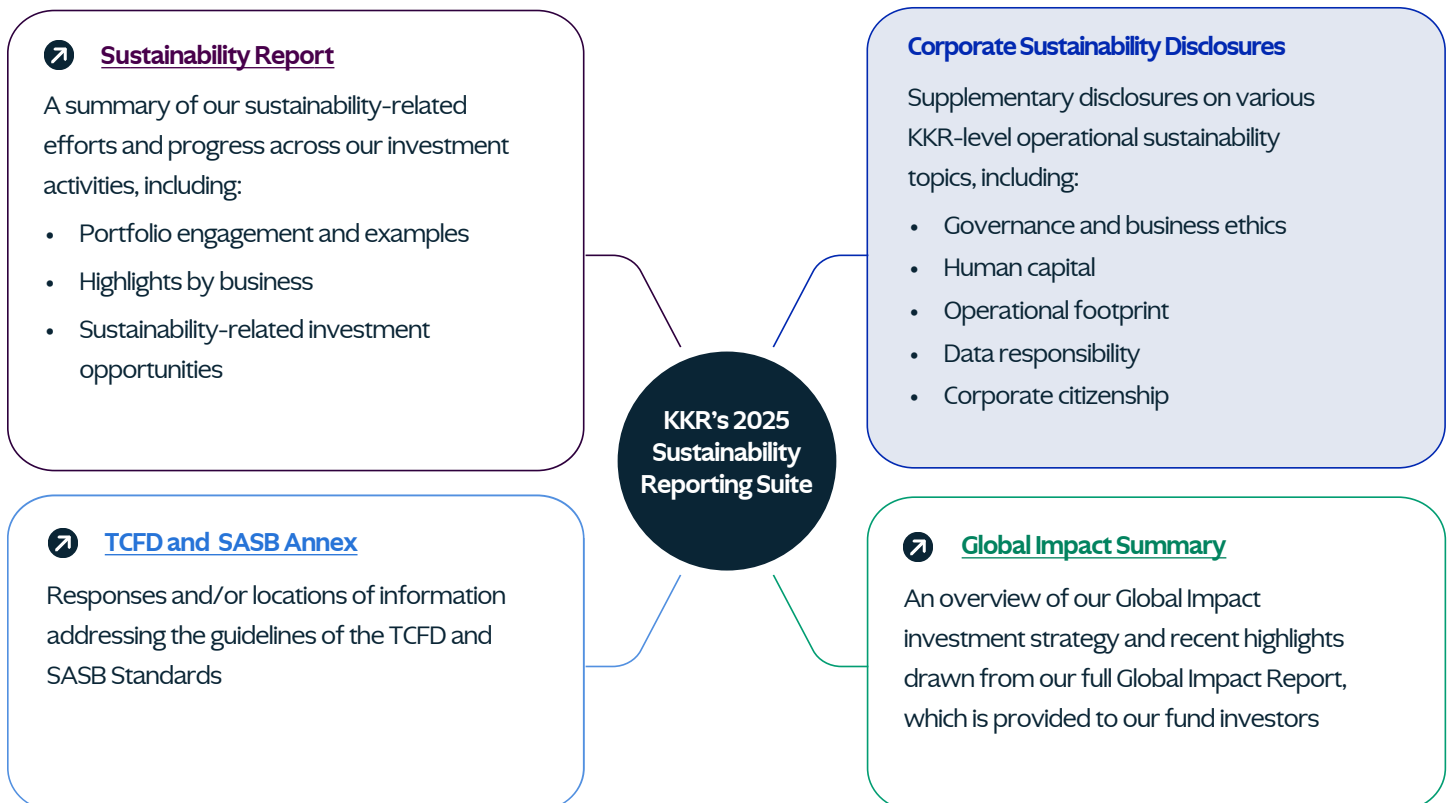 Sustainability Report
A summary of our sustainability-related
efforts and progress across our investment
activities, including:
• Portfolio engagement and examples
• Highlights by business
• Sustainability-related investment
opportunities
Corporate Sustainability Disclosures
Supplementary disclosures on various
KKR-level operational sustainability
topics, including:
• Governance and business ethics
• Human capital
• Operational footprint
• Data responsibility
• Corporate citizenship
KKR’s 2025
Sustainability
Reporting Suite
TCFD and SASB Annex
Responses and/or locations of information
addressing the guidelines of the TCFD and
SASB Standards
Global Impact Summary
An overview of our Global Impact
investment strategy and recent highlights
drawn from our full Global Impact Report,
which is provided to our fund investors